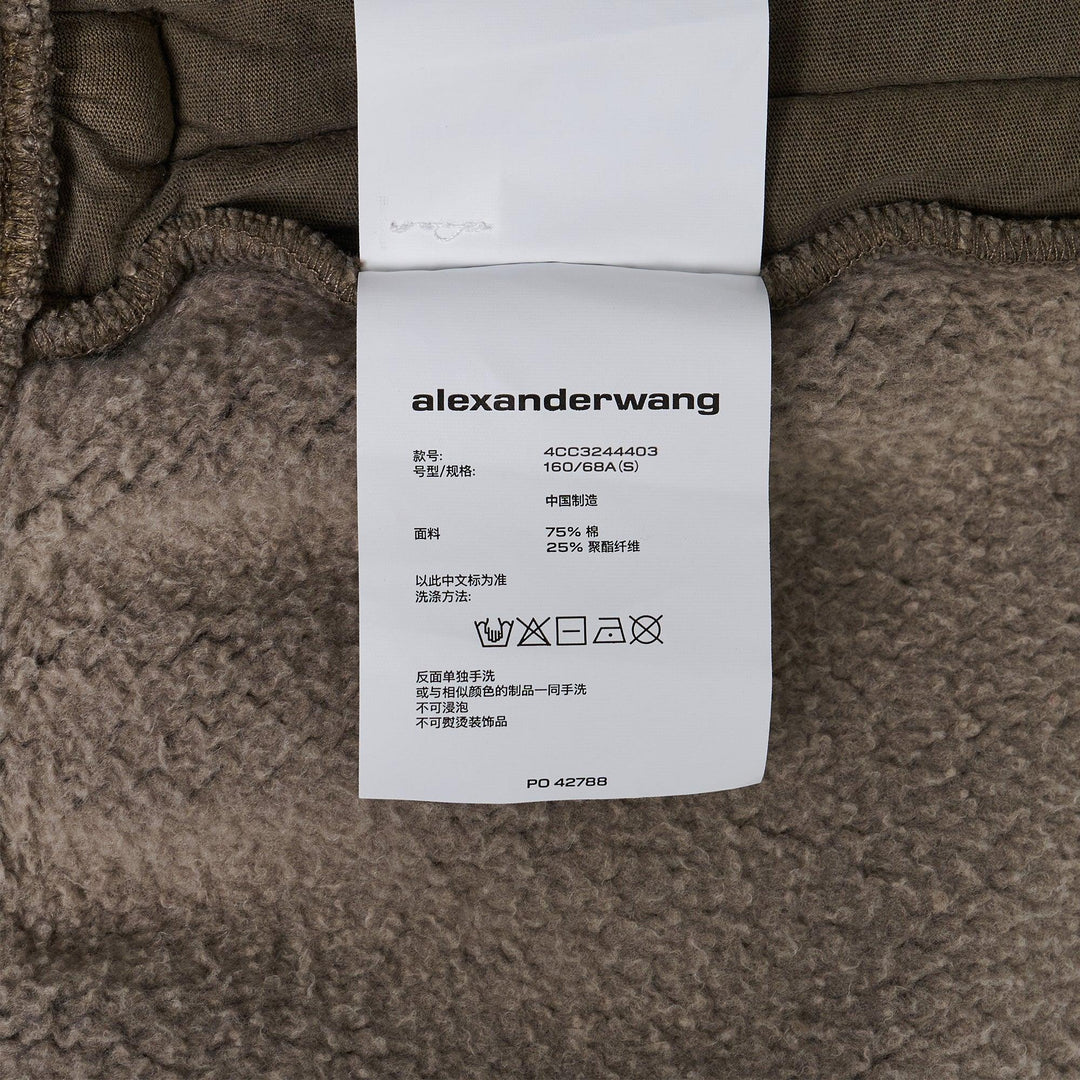 alexanderwang
款号: 4CC3244403
号型/规格: 160/68A(S)
中国制造
面料 75% 棉
25% 聚酯纤维
以此中文标为准
洗涤方法:
反面单独手洗
或与相似颜色的制品一同手洗
不可浸泡
不可熨烫装饰品
PO 42788